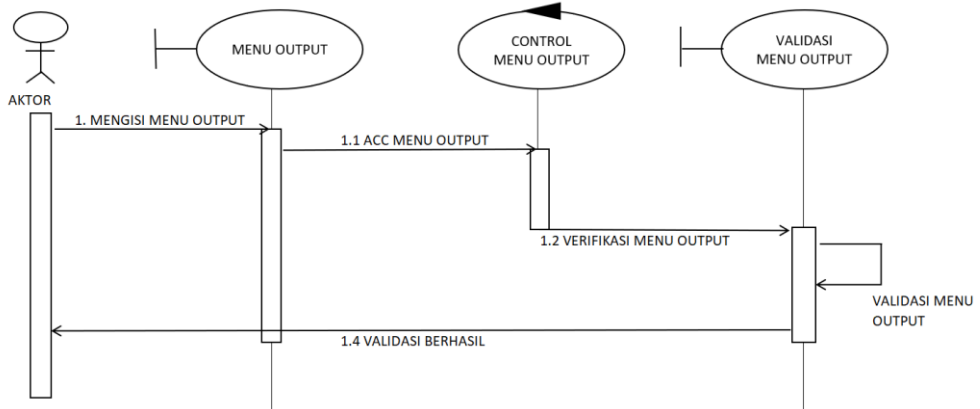 MENU OUTPUT
CONTROL
MENU OUTPUT
VALIDASI
MENU OUTPUT
AKTOR
1. MENGISI MENU OUTPUT
1.1 ACC MENU OUTPUT
1.2 VERIFIKASI MENU OUTPUT
VALIDASI MENU
OUTPUT
1.4 VALIDASI BERHASIL